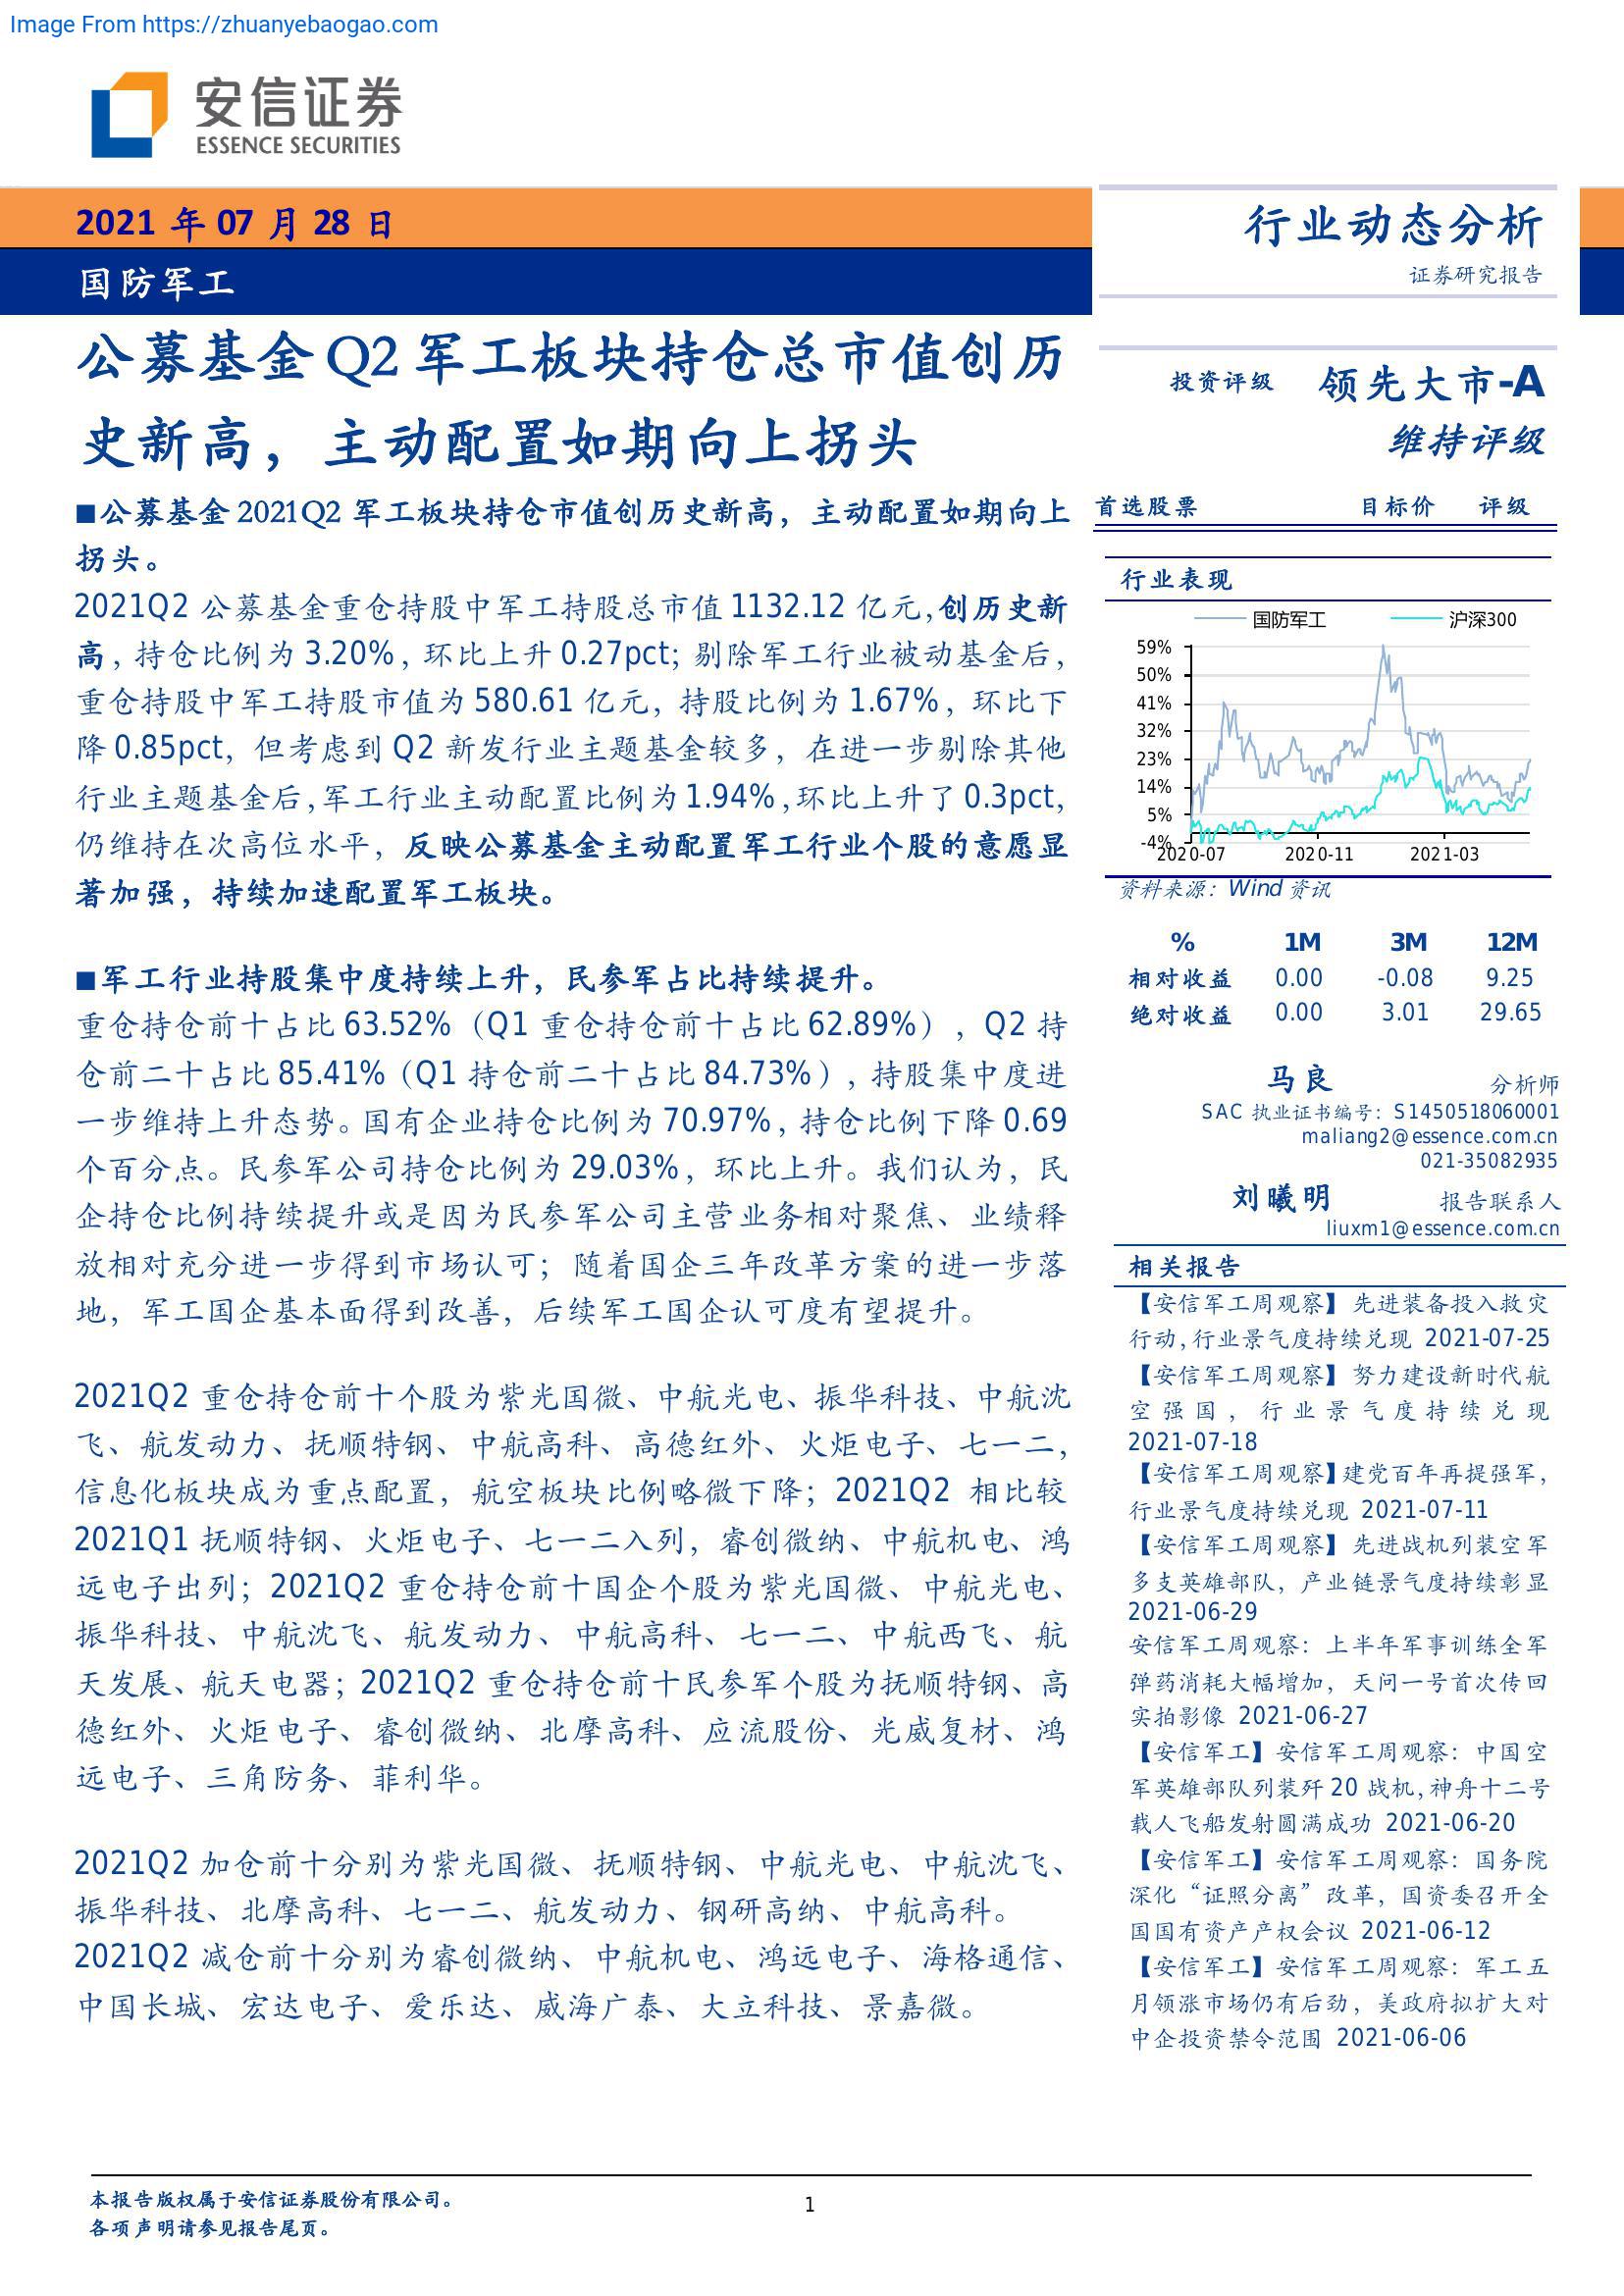 Image From https://zhuanyebaogao.com
安信证券
ESSENCE SECURITIES
2021 年 07 月 28 日
国防军工
行业动态分析
证券研究报告
公募基金 Q2 军工板块持仓总市值创历
史新高，主动配置如期向上拐头
■公募基金 2021Q2 军工板块持仓市值创历史新高，主动配置如期向上
拐头。
2021Q2 公募基金重仓持股中军工持股总市值 1132.12 亿元，创历史新
高，持仓比例为 3.20%，环比上升 0.27pct；剔除军工行业被动基金后，
重仓持股中军工持股市值为 580.61 亿元，持股比例为 1.67%，环比下
降 0.85pct，但考虑到 Q2 新发行业主题基金较多，在进一步剔除其他
行业主题基金后，军工行业主动配置比例为 1.94%，环比上升了 0.3pct，
仍维持在次高位水平，反映公募基金主动配置军工行业个股的意愿显
著加强，持续加速配置军工板块。
■军工行业持股集中度持续上升，民参军占比持续提升。
重仓持仓前十占比 63.52%（Q1 重仓持仓前十占比 62.89%），Q2 持
仓前二十占比 85.41%（Q1 持仓前二十占比 84.73%），持股集中度进
一步维持上升态势。国有企业持仓比例为 70.97%，持仓比例下降 0.69
个百分点。民参军公司持仓比例为 29.03%，环比上升。我们认为，民
企持仓比例持续提升或是因为民参军公司主营业务相对聚焦、业绩释
放相对充分进一步得到市场认可；随着国企三年改革方案的进一步落
地，军工国企基本面得到改善，后续军工国企认可度有望提升。
2021Q2 重仓持仓前十个股为紫光国微、中航光电、振华科技、中航沈
飞、航发动力、抚顺特钢、中航高科、高德红外、火炬电子、七一二，
信息化板块成为重点配置，航空板块比例略微下降；2021Q2 相比较
2021Q1 抚顺特钢、火炬电子、七一二入列，睿创微纳、中航机电、鸿
远电子出列；2021Q2 重仓持仓前十国企个股为紫光国微、中航光电、
振华科技、中航沈飞、航发动力、中航高科、七一二、中航西飞、航
天发展、航天电器；2021Q2 重仓持仓前十民参军个股为抚顺特钢、高
德红外、火炬电子、睿创微纳、北摩高科、应流股份、光威复材、鸿
远电子、三角防务、菲利华。
2021Q2 加仓前十分别为紫光国微、抚顺特钢、中航光电、中航沈飞、
振华科技、北摩高科、七一二、航发动力、钢研高纳、中航高科。
2021Q2 减仓前十分别为睿创微纳、中航机电、鸿远电子、海格通信、
中国长城、宏达电子、爱乐达、威海广泰、大立科技、景嘉微。
投资评级 领先大市-A
维持评级
首选股票 目标价 评级
行业表现
国防军工 沪深300
59%
50%
41%
32%
23%
14%
5%
-4%
2020-07 2020-11 2021-03
资料来源：Wind 资讯
% 1M 3M 12M
相对收益 0.00 -0.08 9.25
绝对收益 0.00 3.01 29.65
马良 分析师
SAC 执业证书编号：S1450518060001
maliang2@essence.com.cn
021-35082935
刘曦明 报告联系人
liuxm1@essence.com.cn
相关报告
【安信军工周观察】先进装备投入救灾
行动，行业景气度持续兑现 2021-07-25
【安信军工周观察】努力建设新时代航
空强国，行业景气度持续兑现
2021-07-18
【安信军工周观察】建党百年再提强军，
行业景气度持续兑现 2021-07-11
【安信军工周观察】先进战机列装空军
多支英雄部队，产业链景气度持续彰显
2021-06-29
安信军工周观察：上半年军事训练全军
弹药消耗大幅增加，天问一号首次传回
实拍影像 2021-06-27
【安信军工】安信军工周观察：中国空
军英雄部队列装歼 20 战机，神舟十二号
载人飞船发射圆满成功 2021-06-20
【安信军工】安信军工周观察：国务院
深化“证照分离”改革，国资委召开全
国国有资产产权会议 2021-06-12
【安信军工】安信军工周观察：军工五
月领涨市场仍有后劲，美政府拟扩大对
中企投资禁令范围 2021-06-06
本报告版权属于安信证券股份有限公司。
各项声明请参见报告尾页。
1